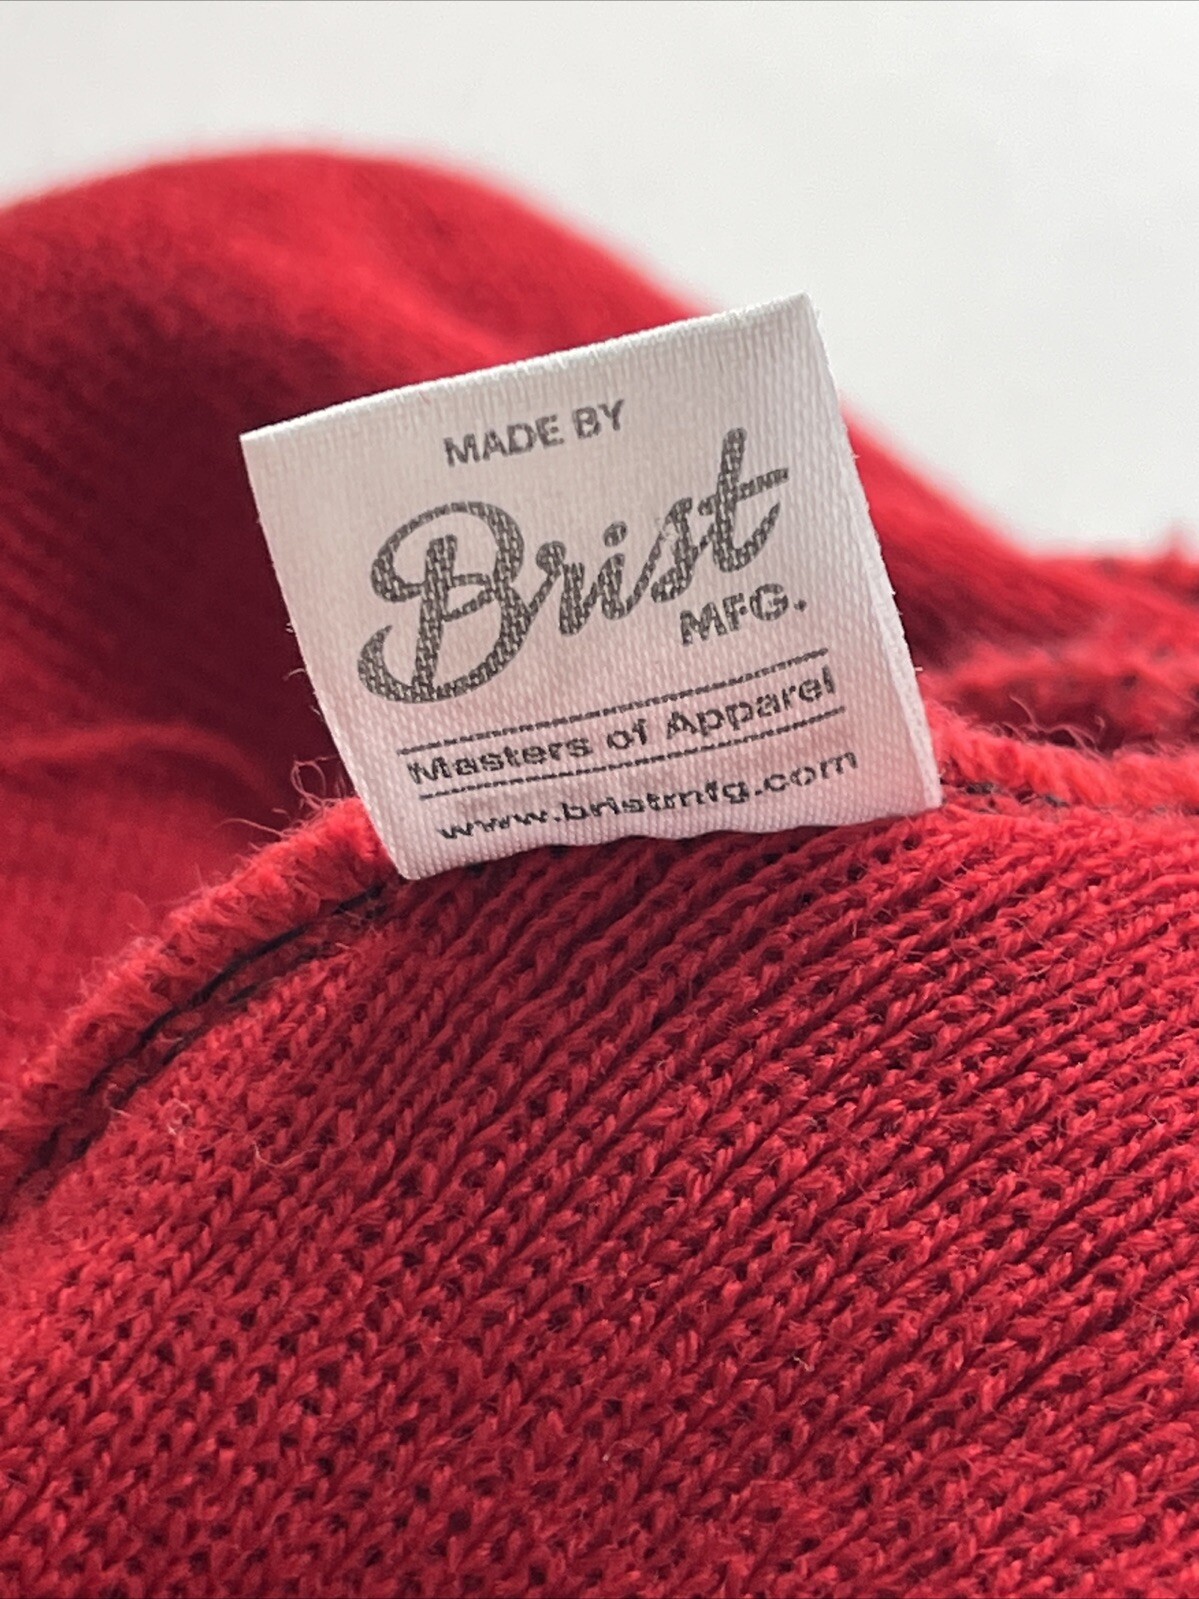 MADE BY
Brist
MFG.
Masters of Apparel
www.bristmfg.com